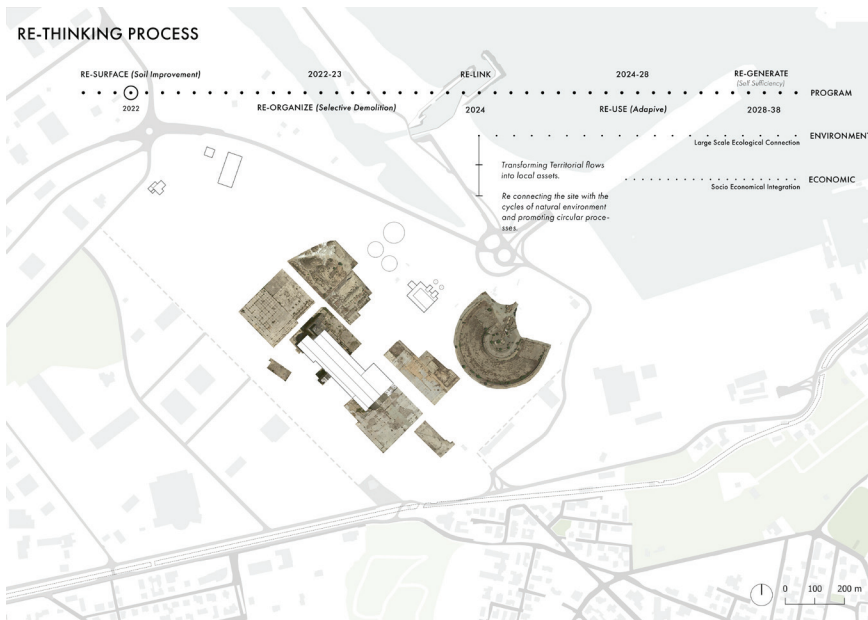 RE-THINKING PROCESS
RE-SURFACE (Soil Improvement)
2022-23
RE-LINK
2024-28
RE-GENERATE
(Self Sufficiency)
PROGRAM
2022
RE-ORGANIZE (Selective Demolition)
2024
RE-USE (Adapive)
2028-38
ENVIRONMENT
Large Scale Ecological Connection
Transforming Territorial flows
into local assets.
ECONOMIC
Socio Economical Integration
Re connecting the site with the
cycles of natural environment
and promoting circular proce-
sses.
0 100 200 m